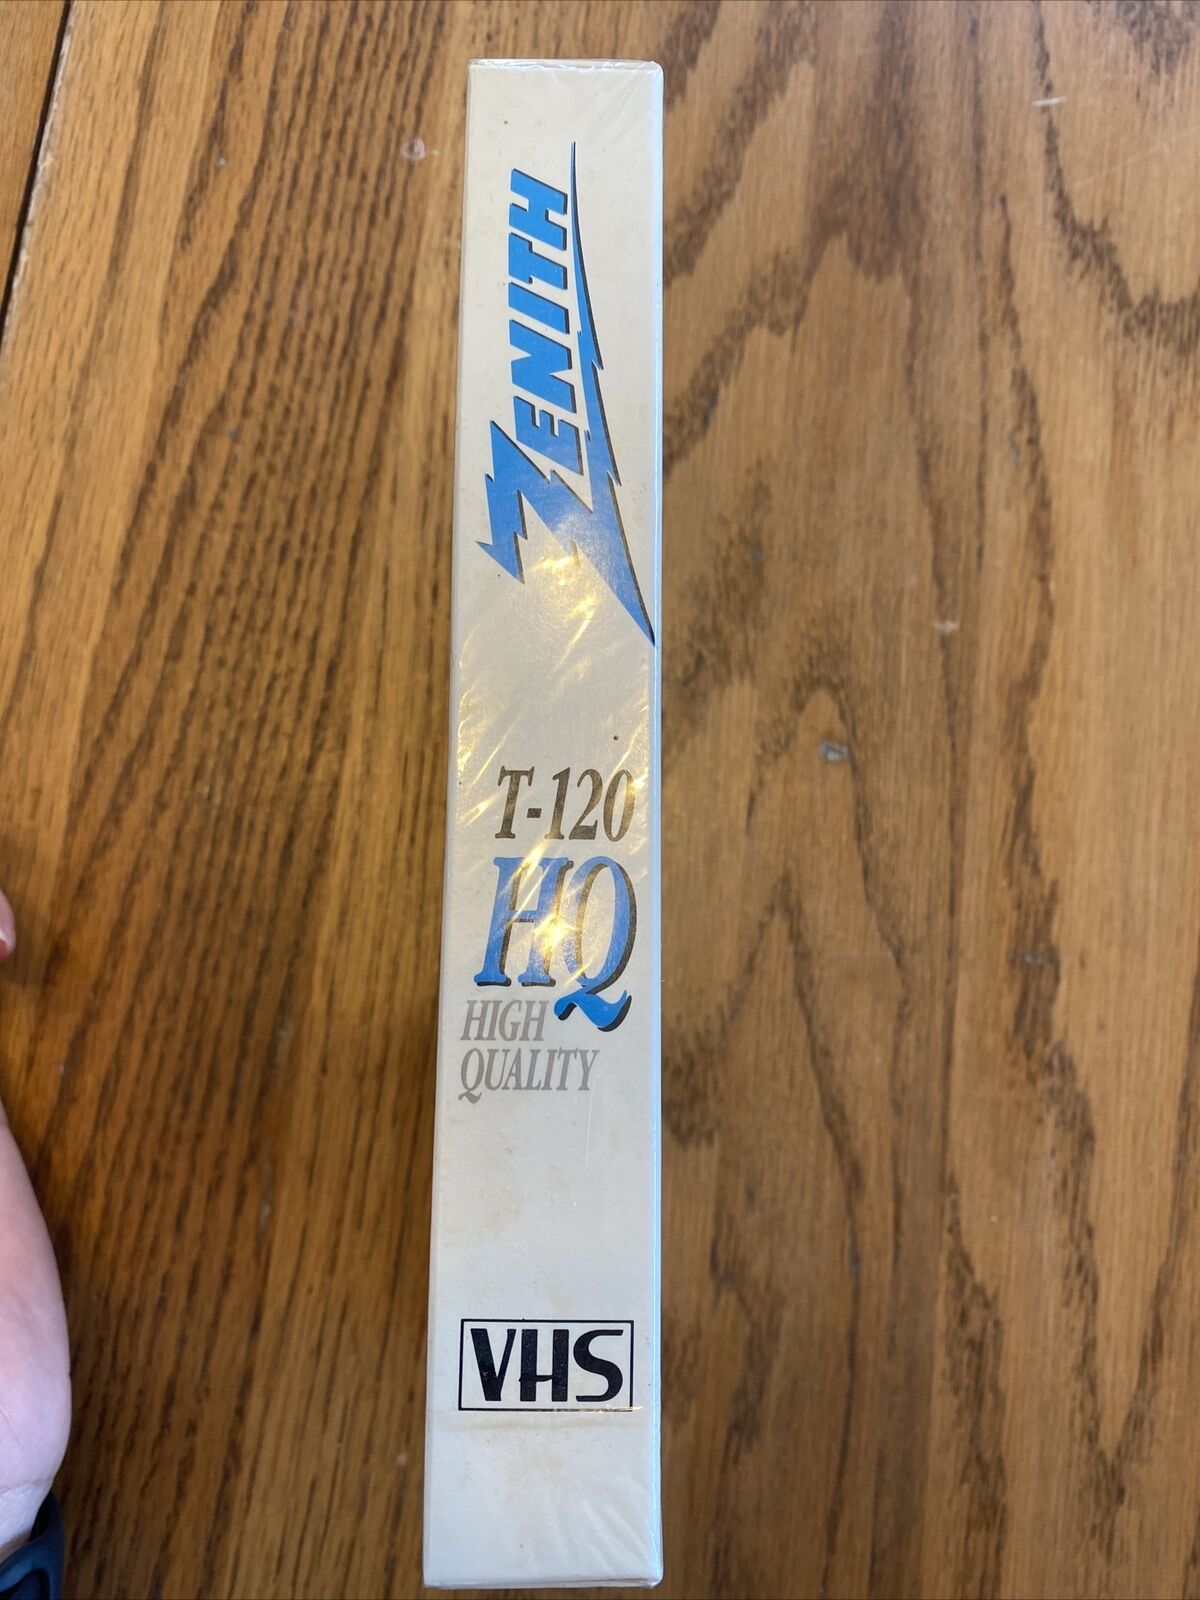 ZENITH
T-120
HQ
HIGH
QUALITY
VHS